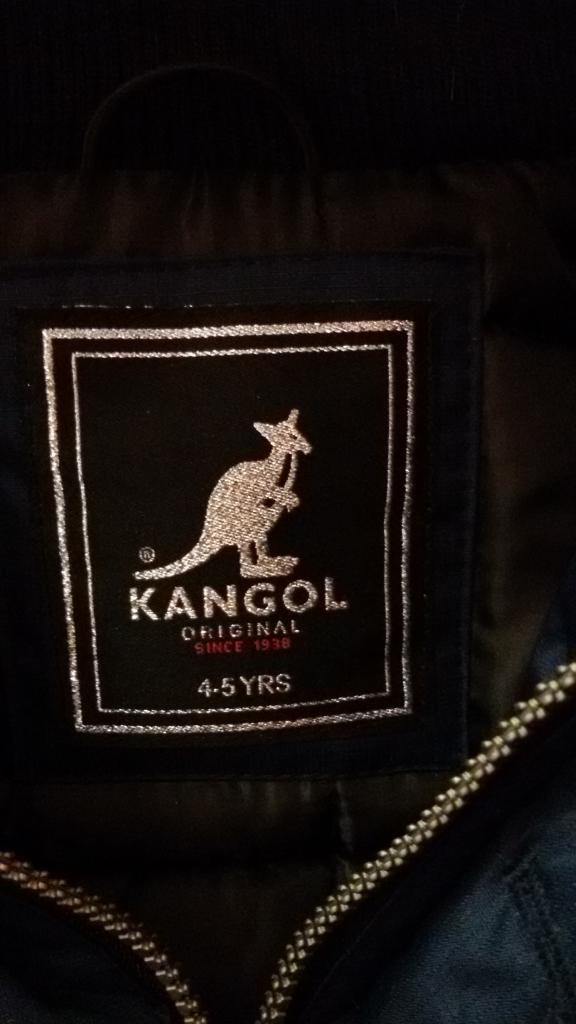 ®
KANGOL
ORIGINAL
SINCE 1938
4-5 YRS